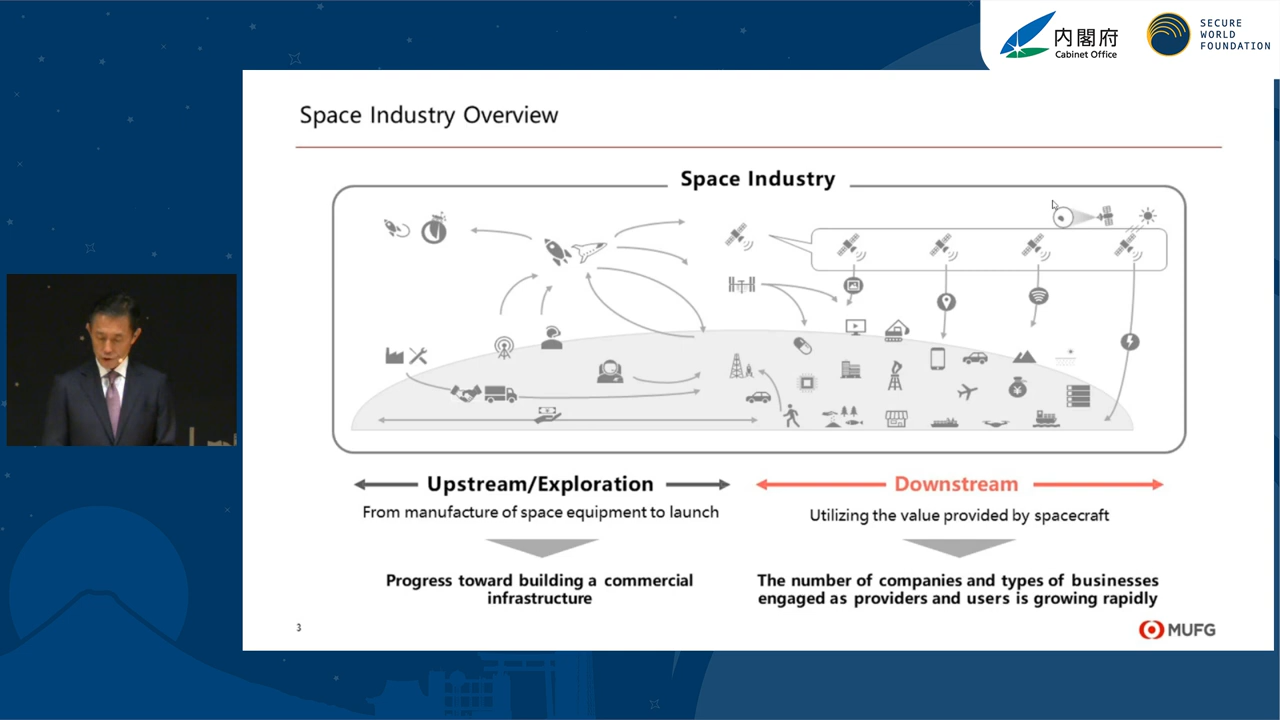 内閣府
Cabinet Office
SECURE
WORLD
FOUNDATION
Space Industry Overview
Space Industry
Upstream/Exploration
From manufacture of space equipment to launch
Progress toward building a commercial
infrastructure
Downstream
Utilizing the value provided by spacecraft
The number of companies and types of businesses
engaged as providers and users is growing rapidly
3
MUFG